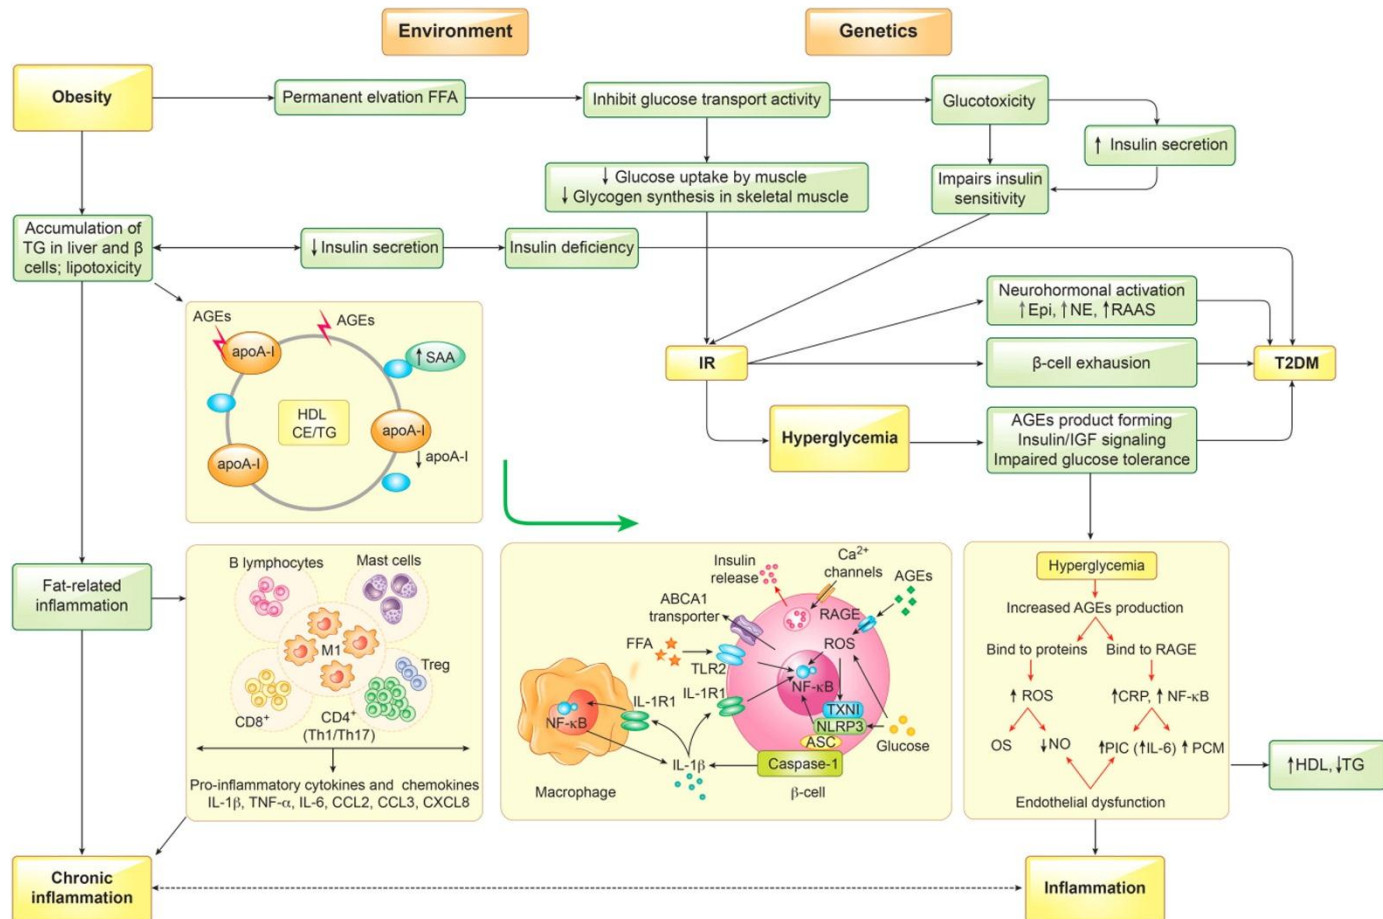 Environment
Genetics
Obesity
Permanent elvation FFA
Inhibit glucose transport activity
Glucotoxicity
↑ Insulin secretion
↓ Glucose uptake by muscle
↓ Glycogen synthesis in skeletal muscle
Impairs insulin
sensitivity
Accumulation of
TG in liver and β
cells; lipotoxicity
↓ Insulin secretion
Insulin deficiency
Neurohormonal activation
↑Epi, ↑NE, ↑RAAS
IR
β-cell exhausion
T2DM
Hyperglycemia
AGEs product forming
Insulin/IGF signaling
Impaired glucose tolerance
AGEs
AGEs
apoA-I
↑ SAA
HDL
CE/TG
apoA-I
↓ apoA-I
apoA-I
Fat-related
inflammation
B lymphocytes
Mast cells
M1
Treg
CD8⁺
CD4⁺
(Th1/Th17)
Pro-inflammatory cytokines and chemokines
IL-1β, TNF-α, IL-6, CCL2, CCL3, CXCL8
Insulin
release
Ca²⁺
channels
AGEs
ABCA1
transporter
RAGE
FFA
TLR2
ROS
IL-1R1
IL-1R1
NF-κB
NF-κB
TXNI
NLRP3
ASC
Glucose
Caspase-1
IL-1β
Macrophage
β-cell
Hyperglycemia
Increased AGEs production
Bind to proteins
Bind to RAGE
↑ ROS
↑CRP, ↑ NF-κB
OS
↓NO
↑PIC (↑IL-6) ↑ PCM
Endothelial dysfunction
↑HDL, ↓TG
Chronic
inflammation
Inflammation